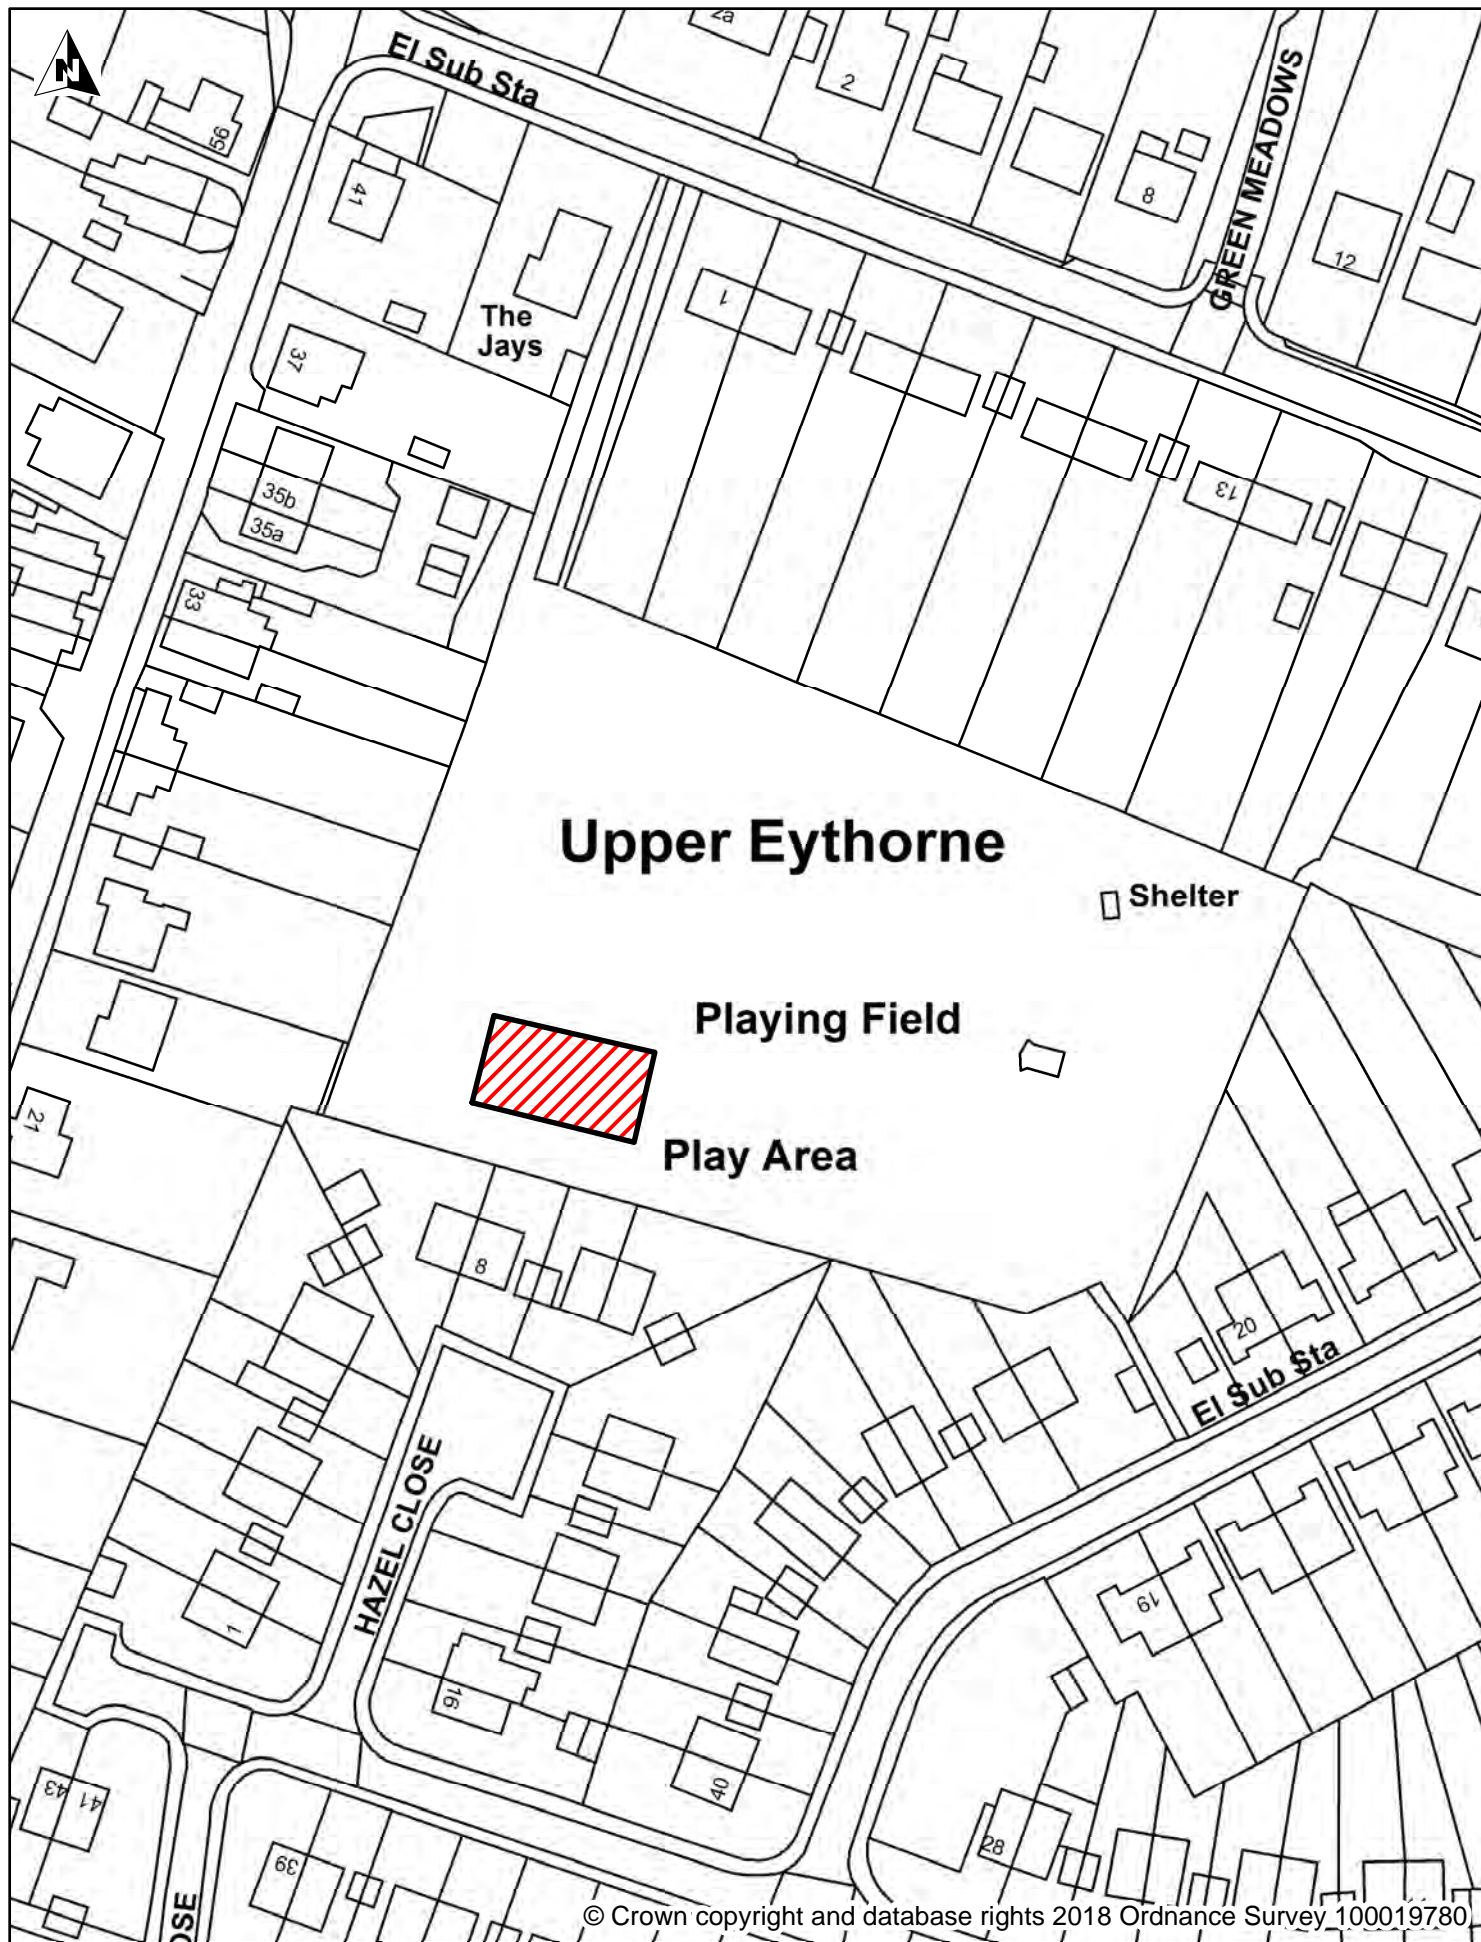 N
El Sub Sta
2a
2
59
41
8
GREEN MEADOWS
12
The
Jays
1
37
35b
35a
13
33
Upper Eythorne
Shelter
Playing Field
21
Play Area
8
20
El Sub Sta
HAZEL CLOSE
1
19
16
40
43
41
39
28
OSE
© Crown copyright and database rights 2018 Ordnance Survey 100019780